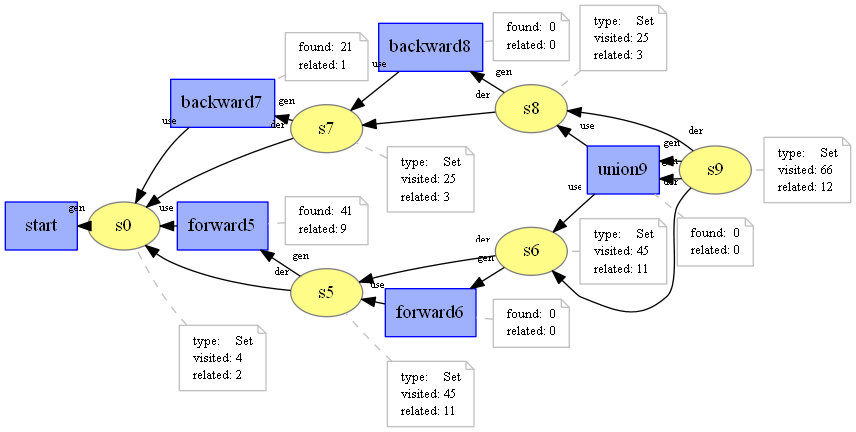 found: 21
related: 1
backward8
found: 0
related: 0
type: Set
visited: 25
related: 3
use
gen
backward7
gen
der
s8
use
der
s7
use
der
type: Set
visited: 25
related: 3
union9
gen
gen
der
s9
type: Set
visited: 66
related: 12
start
gen
s0
use
forward5
found: 41
related: 9
use
der
gen
s6
type: Set
visited: 45
related: 11
found: 0
related: 0
gen
der
s5
use
forward6
found: 0
related: 0
type: Set
visited: 4
related: 2
type: Set
visited: 45
related: 11